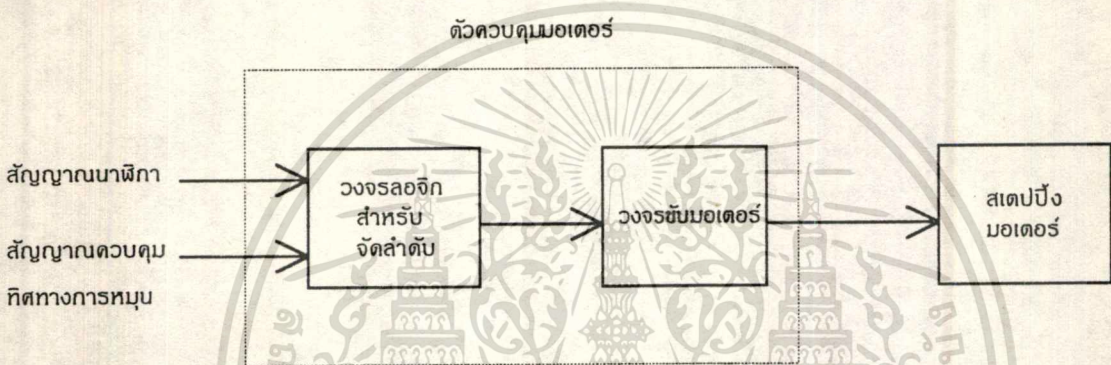 ตัวควบคุมมอเตอร์
สัญญาณนาฬิกา
สัญญาณควบคุม
ทิศทางการหมุน
วงจรลอจิก
สำหรับ
จัดลำดับ
วงจรขับมอเตอร์
สเตปปิ้ง
มอเตอร์